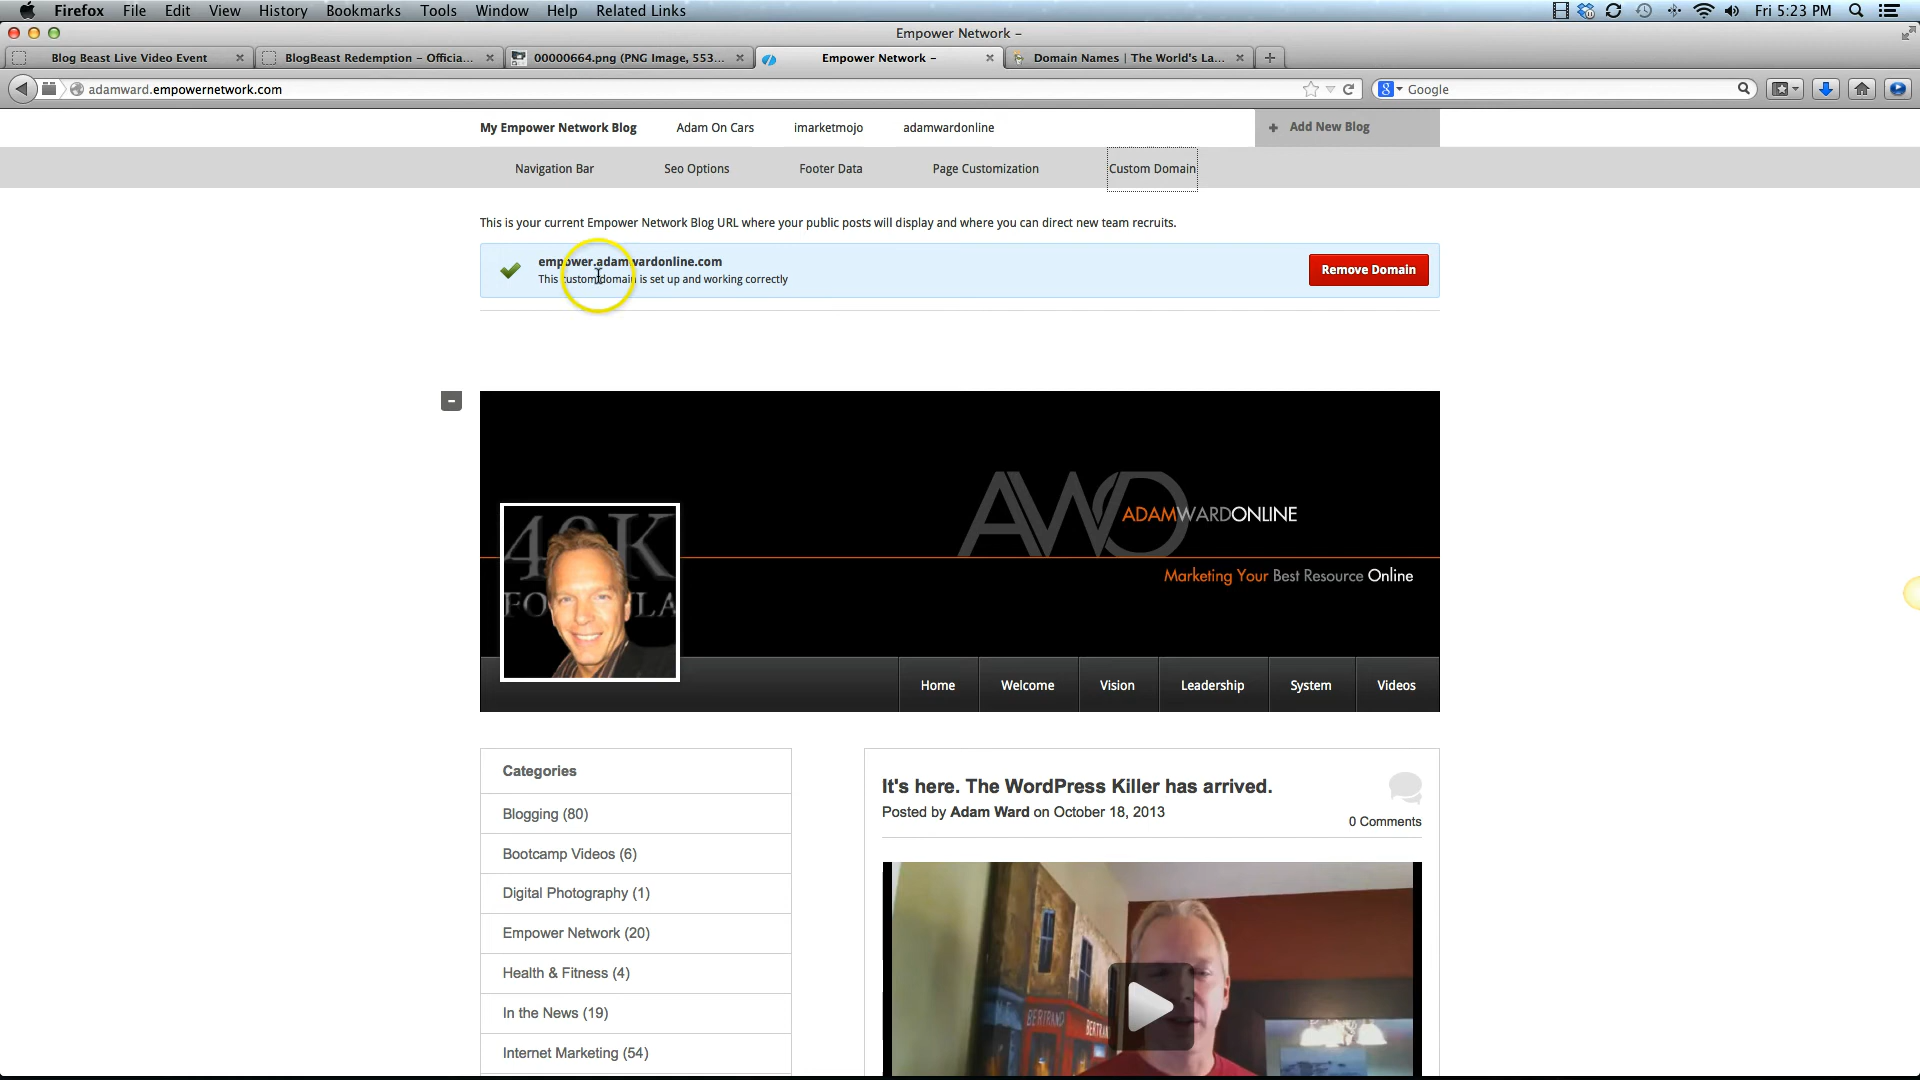 Firefox File Edit View History Bookmarks Tools Window Help Related Links Fri 5:23 PM
Empower Network –
Blog Beast Live Video Event BlogBeast Redemption – Officia... 00000664.png (PNG Image, 553... Empower Network – Domain Names | The World's La...
adamward.empowernetwork.com Google
My Empower Network Blog Adam On Cars imarketmojo adamwardonline + Add New Blog
Navigation Bar Seo Options Footer Data Page Customization Custom Domain
This is your current Empower Network Blog URL where your public posts will display and where you can direct new team recruits.
empower.adamwardonline.com
This custom domain is set up and working correctly
Remove Domain
AWO
ADAMWARDONLINE
Marketing Your Best Resource Online
40K
FORMULA
Home Welcome Vision Leadership System Videos
Categories
Blogging (80)
Bootcamp Videos (6)
Digital Photography (1)
Empower Network (20)
Health & Fitness (4)
In the News (19)
Internet Marketing (54)
It's here. The WordPress Killer has arrived.
Posted by Adam Ward on October 18, 2013
0 Comments
BERTRAND